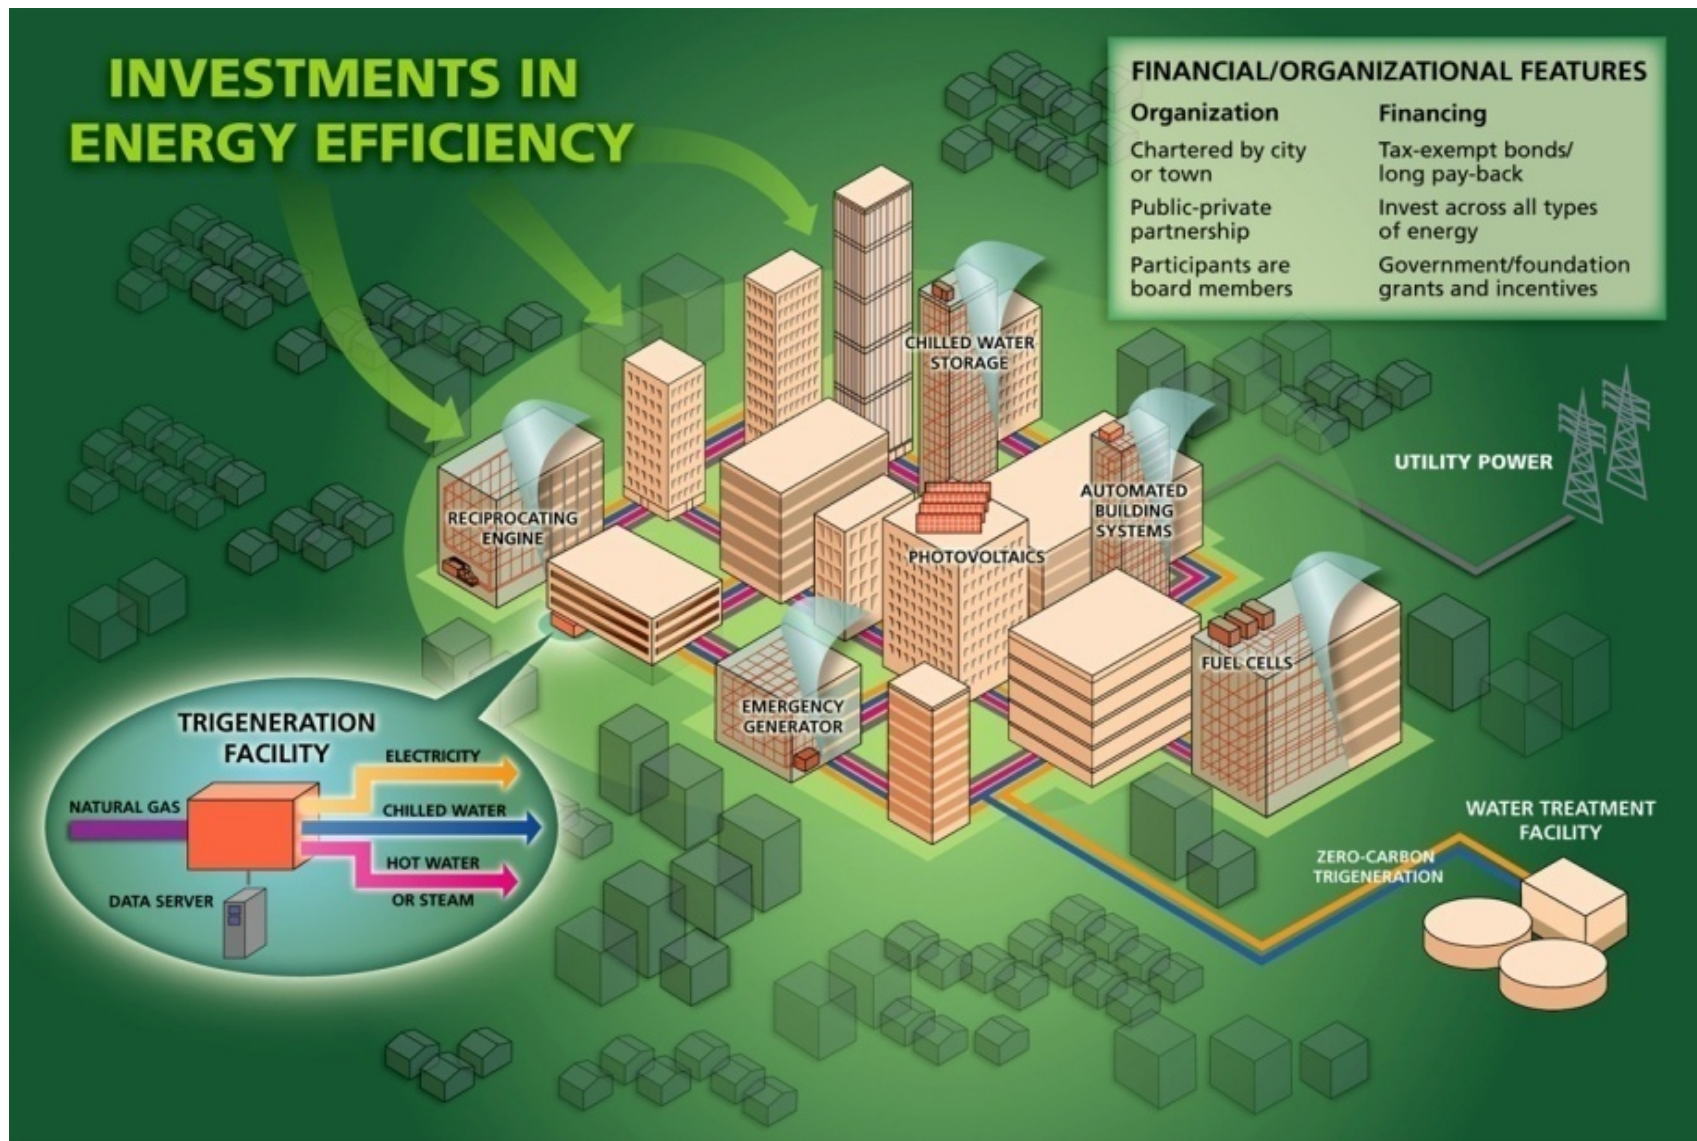 INVESTMENTS IN
ENERGY EFFICIENCY
FINANCIAL/ORGANIZATIONAL FEATURES
Organization
Chartered by city
or town
Public-private
partnership
Participants are
board members
Financing
Tax-exempt bonds/
long pay-back
Invest across all types
of energy
Government/foundation
grants and incentives
CHILLED WATER
STORAGE
UTILITY POWER
AUTOMATED
BUILDING
SYSTEMS
RECIPROCATING
ENGINE
PHOTOVOLTAICS
FUEL CELLS
EMERGENCY
GENERATOR
TRIGENERATION
FACILITY
ELECTRICITY
NATURAL GAS
CHILLED WATER
HOT WATER
OR STEAM
DATA SERVER
WATER TREATMENT
FACILITY
ZERO-CARBON
TRIGENERATION